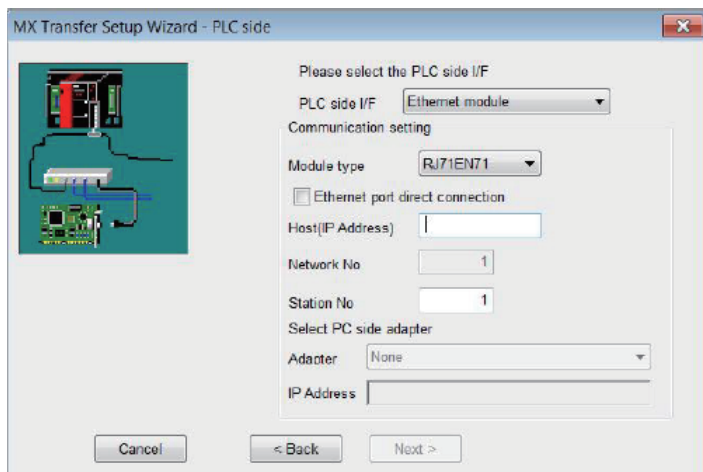 MX Transfer Setup Wizard - PLC side
Please select the PLC side I/F
PLC side I/F Ethernet module
Communication setting
Module type RJ71EN71
Ethernet port direct connection
Host(IP Address)
Network No 1
Station No 1
Select PC side adapter
Adapter None
IP Address
Cancel < Back Next >